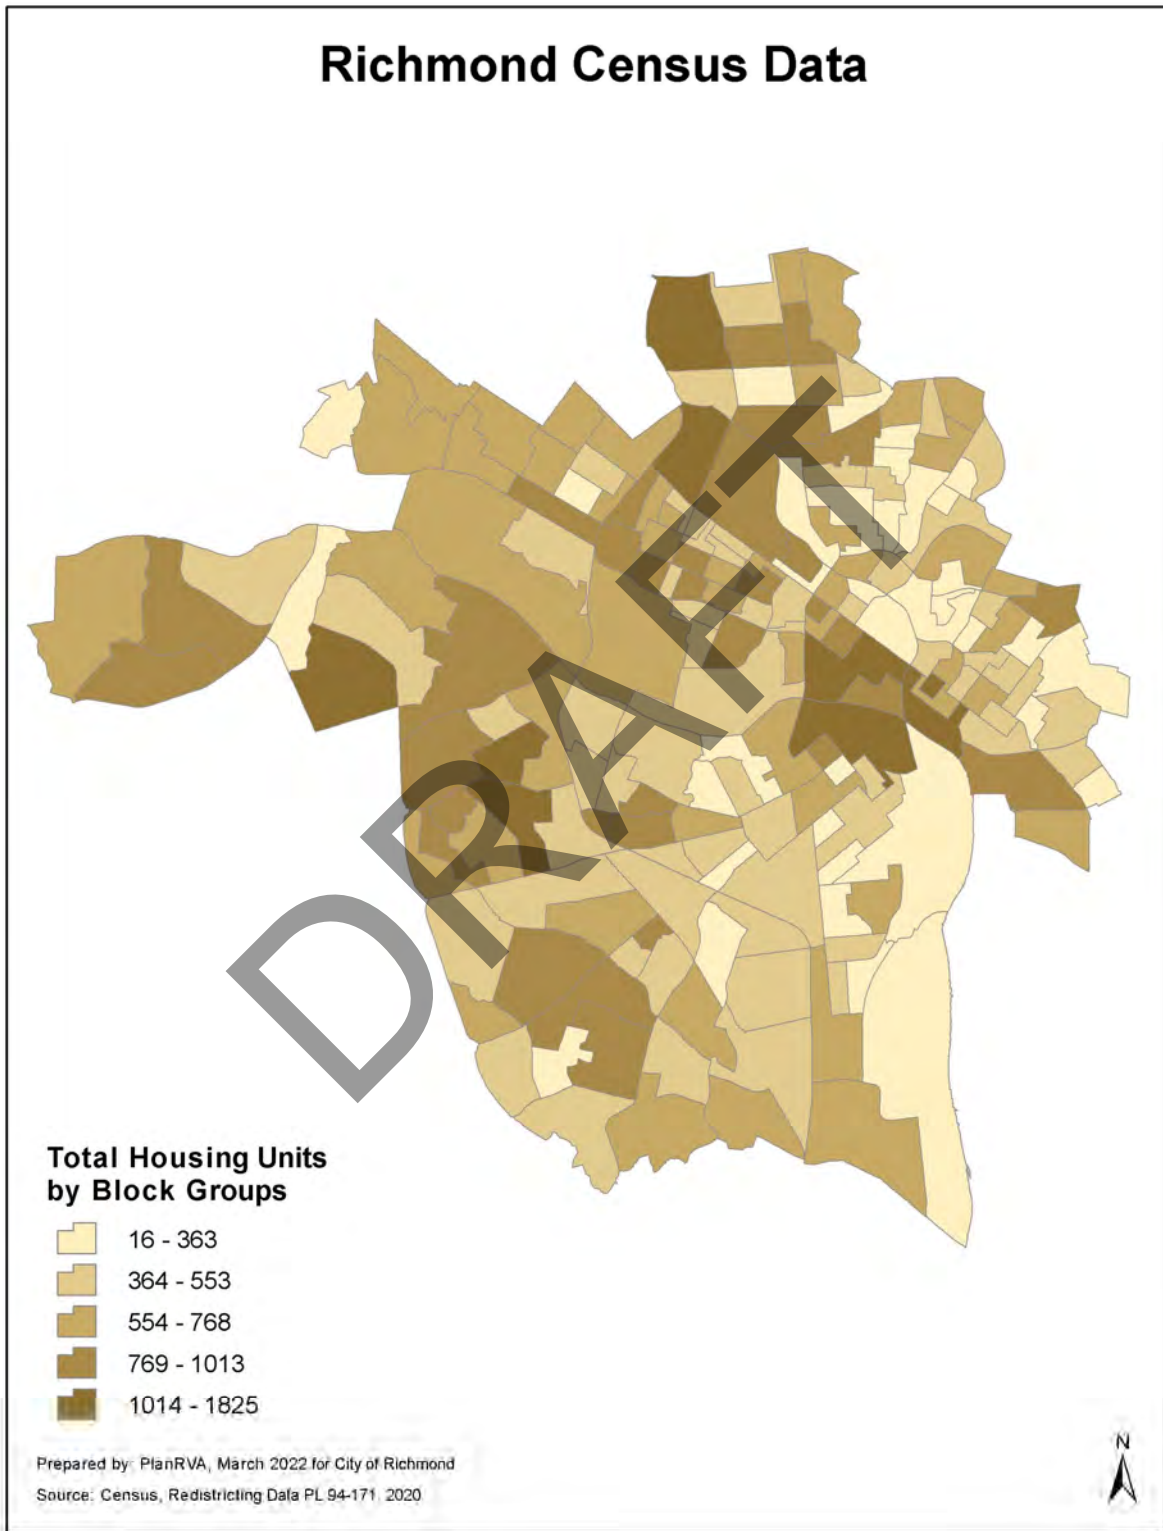 Richmond Census Data
DRAFT
Total Housing Units
by Block Groups
16 - 363
364 - 553
554 - 768
769 - 1013
1014 - 1825
Prepared by: PlanRVA, March 2022 for City of Richmond
Source: Census, Redistricting Data PL 94-171, 2020
N